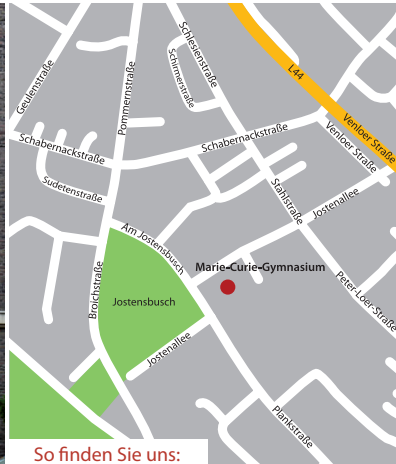 Geulenstraße
Pommernstraße
Schlesienstraße
Schirmerstraße
L44
Venloer Straße
Venloer Straße
Schabernackstraße
Schabernackstraße
Sudetenstraße
Stahlstraße
Jostenallee
Am Jostensbusch
Marie-Curie-Gymnasium
Broichstraße
Jostensbusch
Peter-Loer-Straße
Jostenallee
Plankstraße
So finden Sie uns: